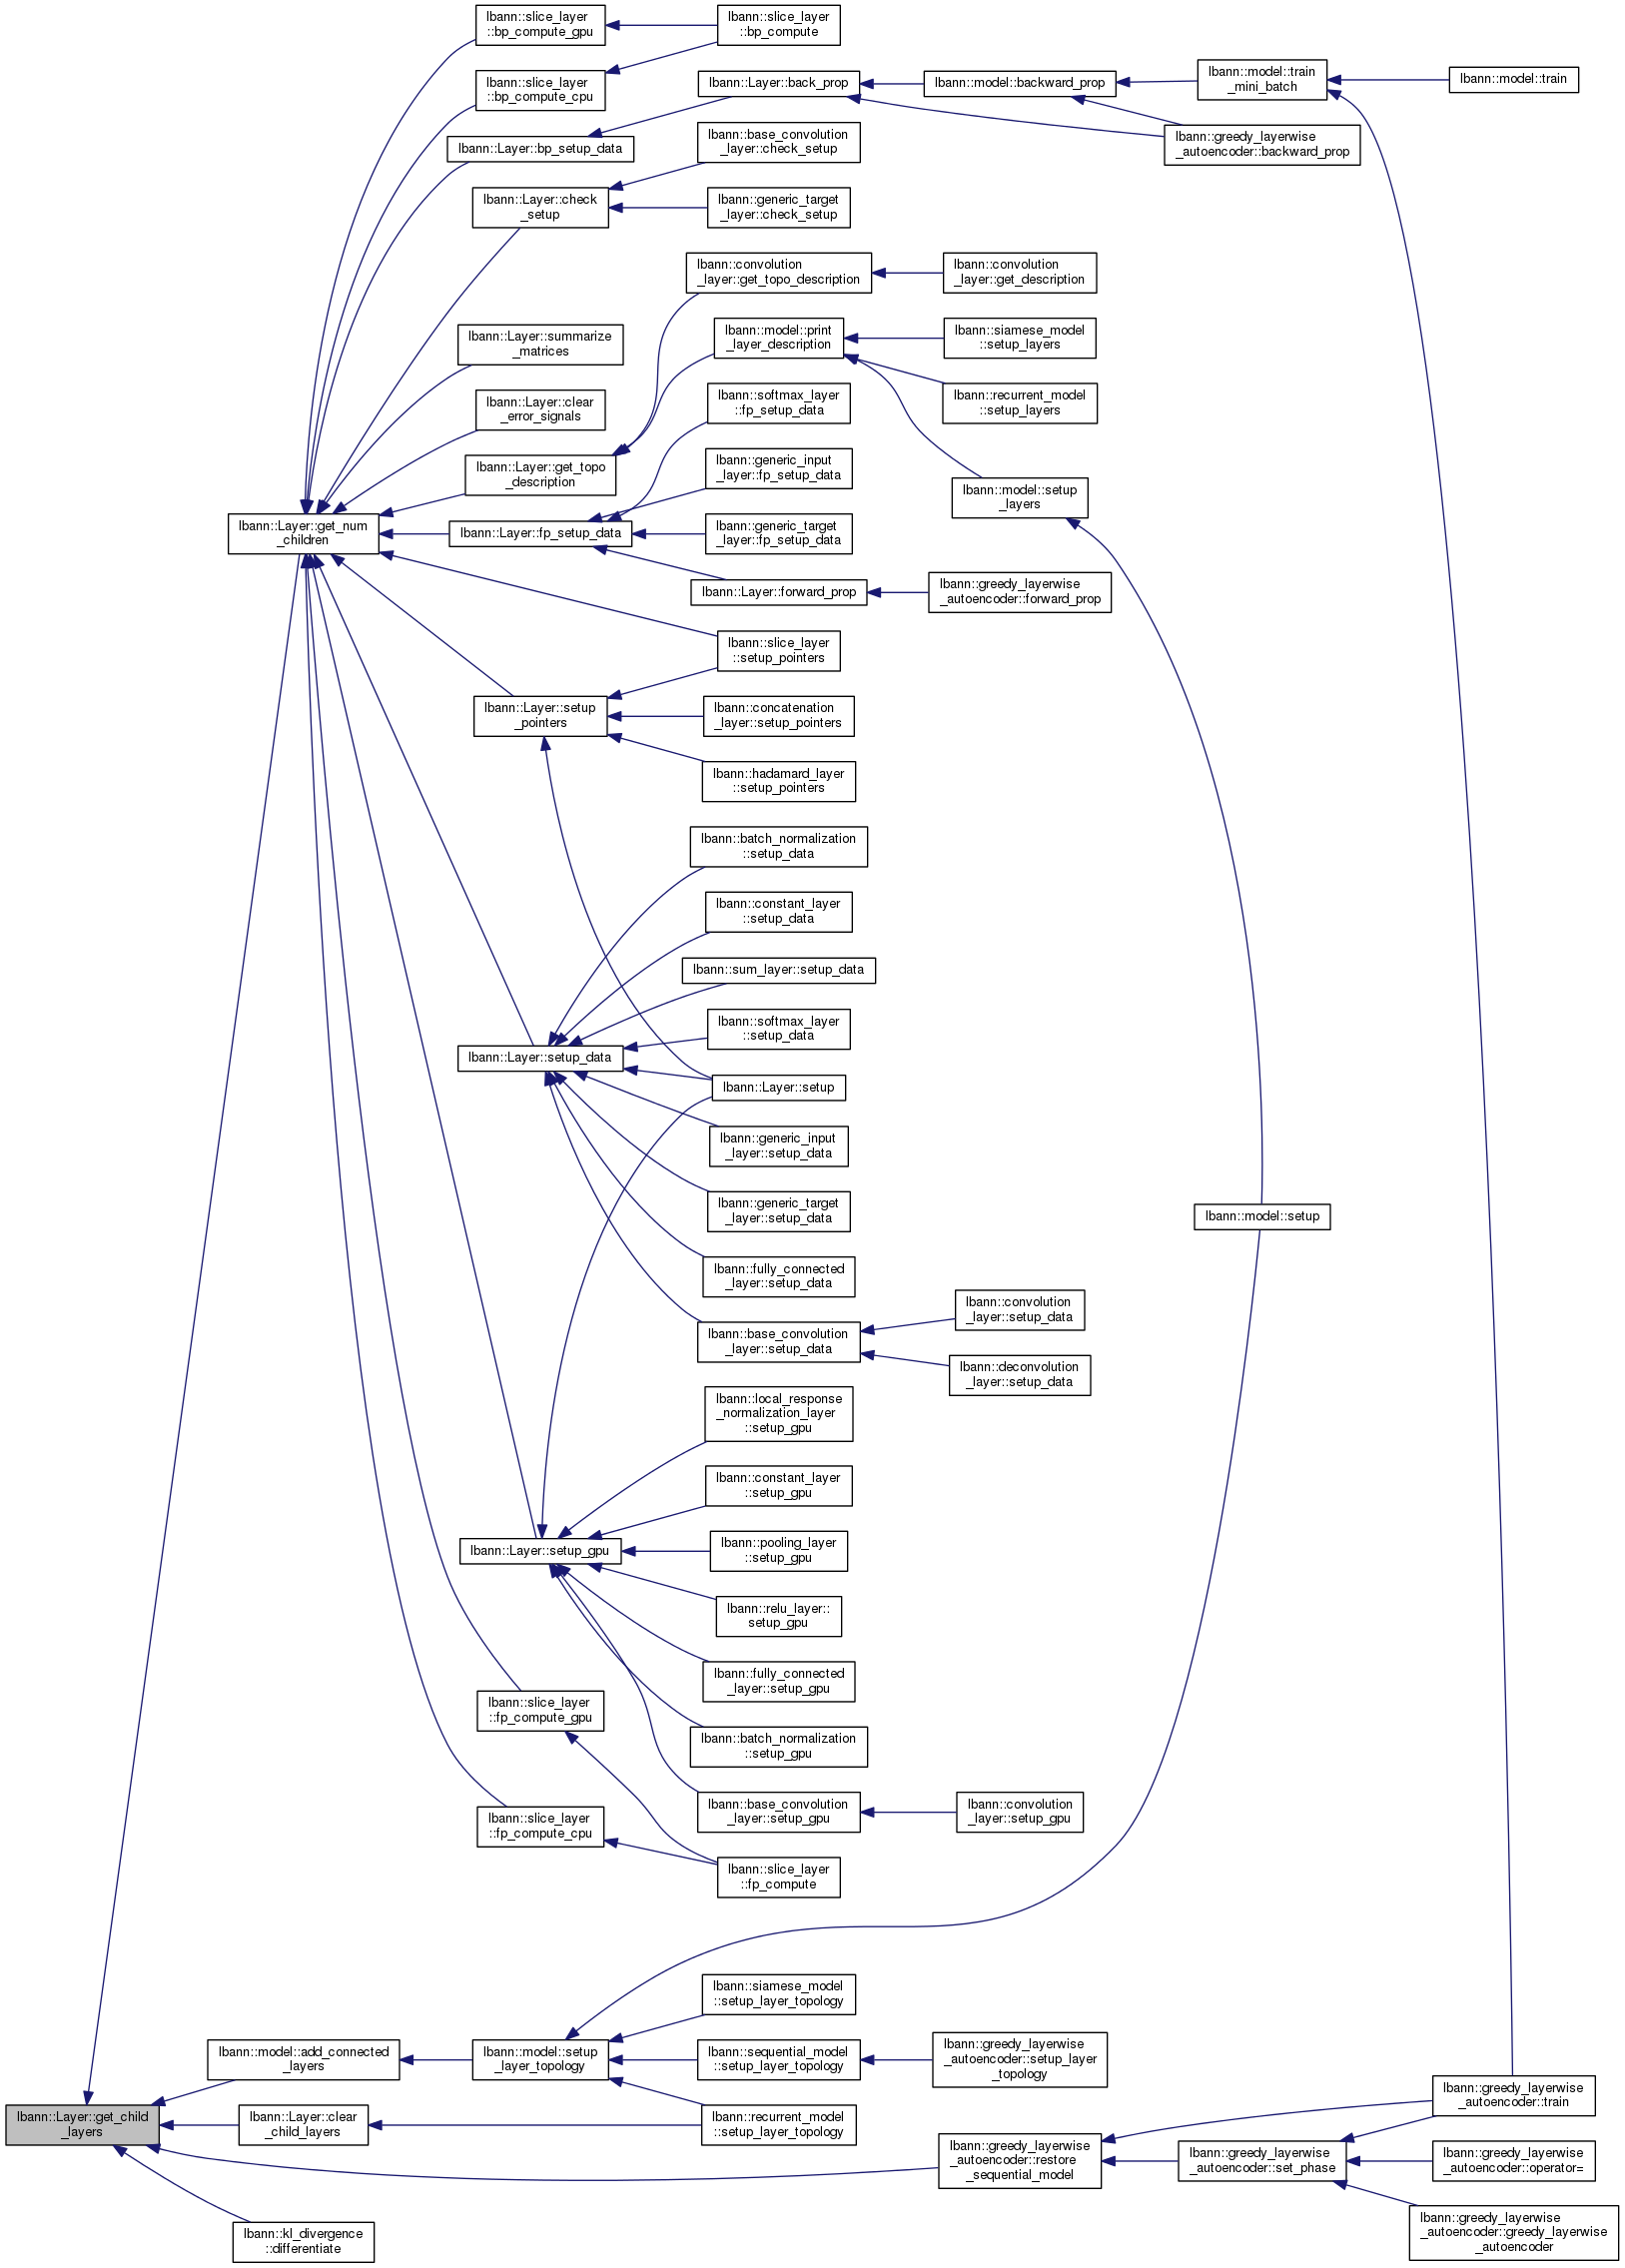 lbann::slice_layer
::bp_compute_gpu
lbann::slice_layer
::bp_compute
lbann::slice_layer
::bp_compute_cpu
lbann::Layer::back_prop
lbann::model::backward_prop
lbann::model::train
_mini_batch
lbann::model::train
lbann::Layer::bp_setup_data
lbann::base_convolution
_layer::check_setup
lbann::greedy_layerwise
_autoencoder::backward_prop
lbann::Layer::check
_setup
lbann::generic_target
_layer::check_setup
lbann::convolution
_layer::get_topo_description
lbann::convolution
_layer::get_description
lbann::Layer::summarize
_matrices
lbann::model::print
_layer_description
lbann::siamese_model
::setup_layers
lbann::Layer::clear
_error_signals
lbann::softmax_layer
::fp_setup_data
lbann::recurrent_model
::setup_layers
lbann::Layer::get_topo
_description
lbann::generic_input
_layer::fp_setup_data
lbann::model::setup
_layers
lbann::Layer::get_num
_children
lbann::Layer::fp_setup_data
lbann::generic_target
_layer::fp_setup_data
lbann::Layer::forward_prop
lbann::greedy_layerwise
_autoencoder::forward_prop
lbann::slice_layer
::setup_pointers
lbann::Layer::setup
_pointers
lbann::concatenation
_layer::setup_pointers
lbann::hadamard_layer
::setup_pointers
lbann::batch_normalization
::setup_data
lbann::constant_layer
::setup_data
lbann::sum_layer::setup_data
lbann::softmax_layer
::setup_data
lbann::Layer::setup_data
lbann::Layer::setup
lbann::generic_input
_layer::setup_data
lbann::generic_target
_layer::setup_data
lbann::model::setup
lbann::fully_connected
_layer::setup_data
lbann::base_convolution
_layer::setup_data
lbann::convolution
_layer::setup_data
lbann::deconvolution
_layer::setup_data
lbann::local_response
_normalization_layer
::setup_gpu
lbann::constant_layer
::setup_gpu
lbann::Layer::setup_gpu
lbann::pooling_layer
::setup_gpu
lbann::relu_layer::
setup_gpu
lbann::fully_connected
_layer::setup_gpu
lbann::slice_layer
::fp_compute_gpu
lbann::batch_normalization
::setup_gpu
lbann::base_convolution
_layer::setup_gpu
lbann::convolution
_layer::setup_gpu
lbann::slice_layer
::fp_compute_cpu
lbann::slice_layer
::fp_compute
lbann::siamese_model
::setup_layer_topology
lbann::model::add_connected
_layers
lbann::model::setup
_layer_topology
lbann::sequential_model
::setup_layer_topology
lbann::greedy_layerwise
_autoencoder::setup_layer
_topology
lbann::Layer::get_child
_layers
lbann::Layer::clear
_child_layers
lbann::recurrent_model
::setup_layer_topology
lbann::greedy_layerwise
_autoencoder::train
lbann::greedy_layerwise
_autoencoder::restore
_sequential_model
lbann::greedy_layerwise
_autoencoder::set_phase
lbann::greedy_layerwise
_autoencoder::operator=
lbann::kl_divergence
::differentiate
lbann::greedy_layerwise
_autoencoder::greedy_layerwise
_autoencoder